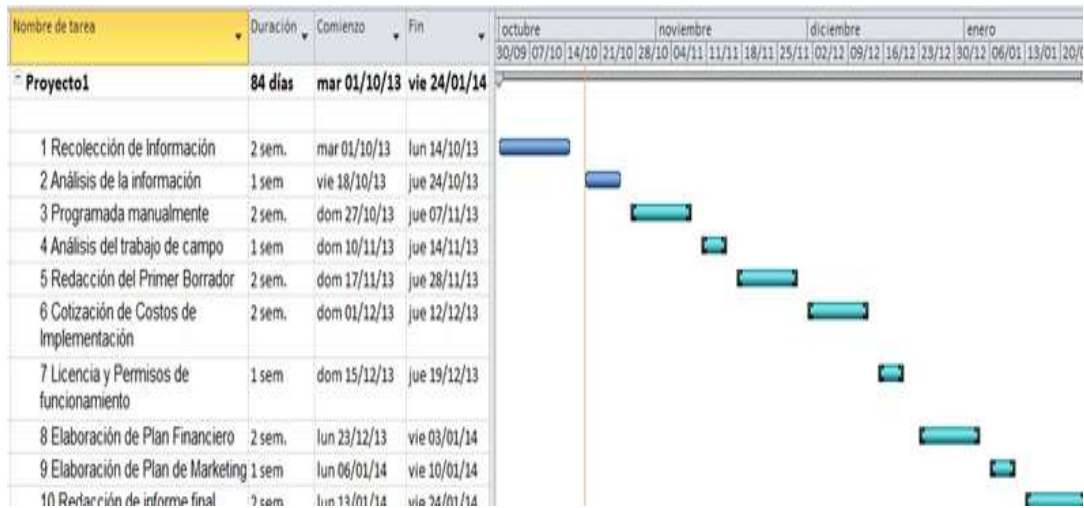 Nombre de tarea Duración Comienzo Fin octubre noviembre diciembre enero
30/09 07/10 14/10 21/10 28/10 04/11 11/11 18/11 25/11 02/12 09/12 16/12 23/12 30/12 06/01 13/01 20/0
Proyecto1 84 días mar 01/10/13 vie 24/01/14
1 Recolección de Información 2 sem. mar 01/10/13 lun 14/10/13
2 Análisis de la información 1 sem vie 18/10/13 jue 24/10/13
3 Programada manualmente 2 sem. dom 27/10/13 jue 07/11/13
4 Análisis del trabajo de campo 1 sem dom 10/11/13 jue 14/11/13
5 Redacción del Primer Borrador 2 sem. dom 17/11/13 jue 28/11/13
6 Cotización de Costos de 2 sem. dom 01/12/13 jue 12/12/13
Implementación
7 Licencia y Permisos de 1 sem dom 15/12/13 jue 19/12/13
funcionamiento
8 Elaboración de Plan Financiero 2 sem. lun 23/12/13 vie 03/01/14
9 Elaboración de Plan de Marketing 1 sem lun 06/01/14 vie 10/01/14
10 Redacción de informe final 2 sem lun 13/01/14 vie 24/01/14